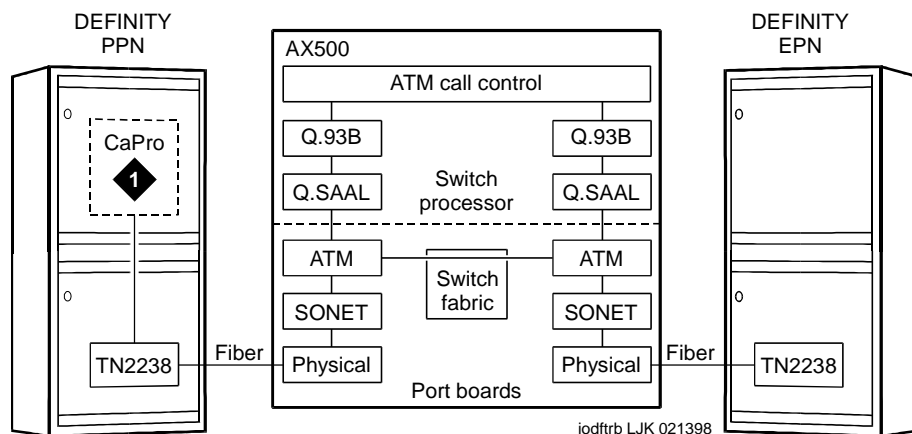 DEFINITY
PPN
DEFINITY
EPN
AX500
ATM call control
CaPro
1
Q.93B
Q.93B
Q.SAAL
Switch
processor
Q.SAAL
ATM
Switch
fabric
ATM
SONET
SONET
TN2238
Fiber
Physical
Physical
Fiber
TN2238
Port boards
iodftrb LJK 021398